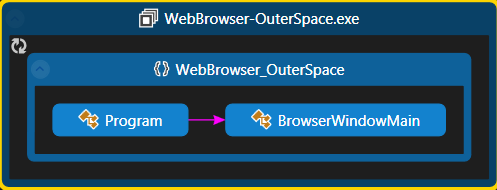 WebBrowser-OuterSpace.exe
WebBrowser_OuterSpace
Program
BrowserWindowMain